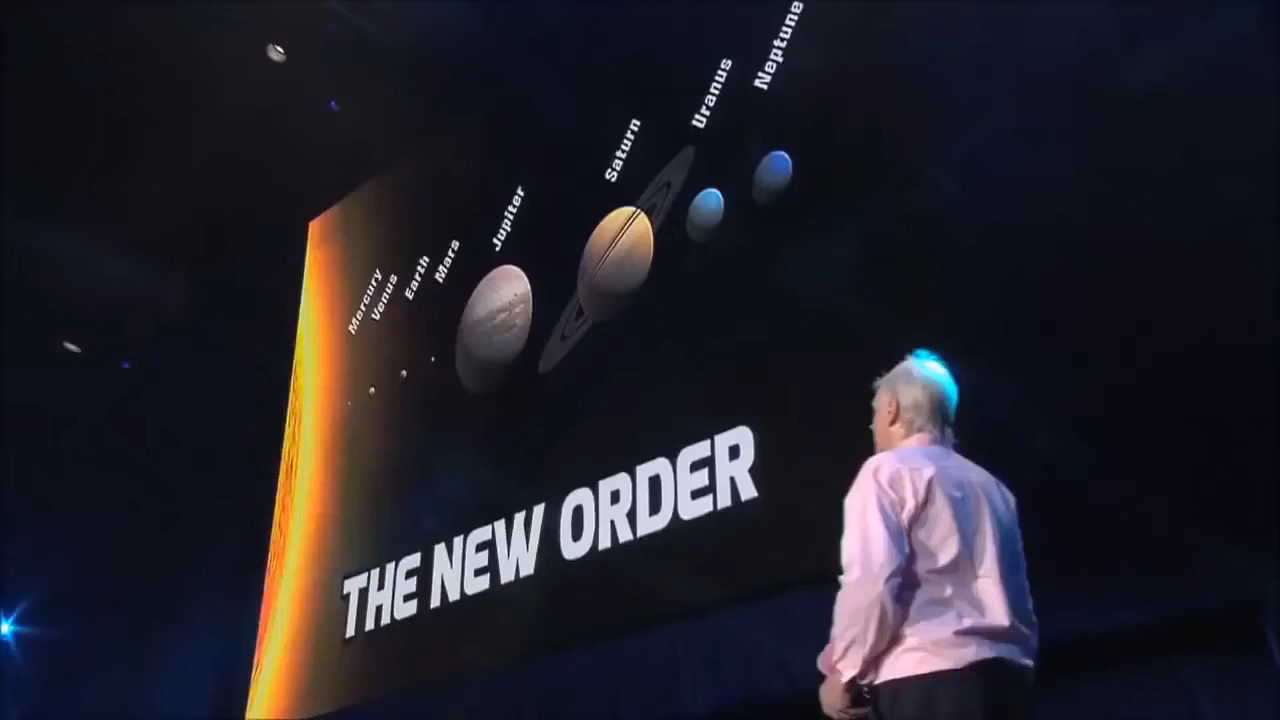 Mercury
Venus
Earth
Mars
Jupiter
Saturn
Uranus
Neptune
THE NEW ORDER